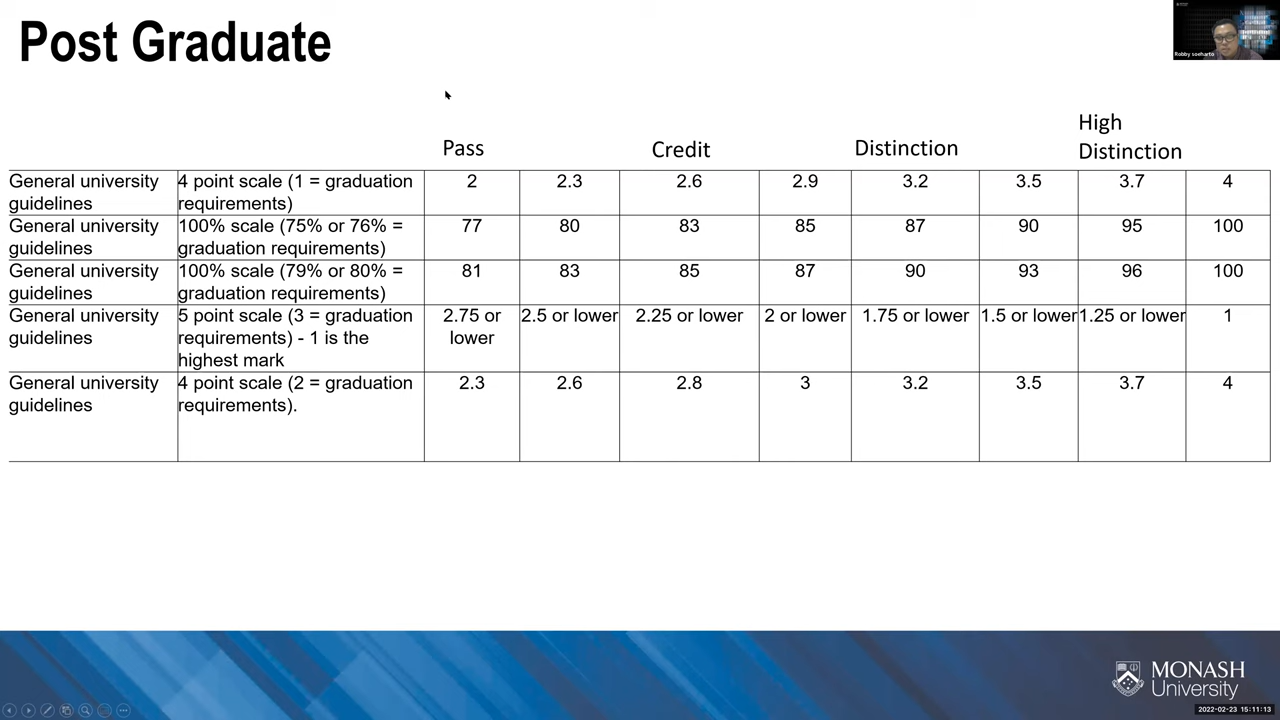 Post Graduate
Robby soeharto
High
Pass Credit Distinction Distinction
General university guidelines 4 point scale (1 = graduation requirements) 2 2.3 2.6 2.9 3.2 3.5 3.7 4
General university guidelines 100% scale (75% or 76% = graduation requirements) 77 80 83 85 87 90 95 100
General university guidelines 100% scale (79% or 80% = graduation requirements) 81 83 85 87 90 93 96 100
General university guidelines 5 point scale (3 = graduation requirements) - 1 is the highest mark 2.75 or lower 2.5 or lower 2.25 or lower 2 or lower 1.75 or lower 1.5 or lower 1.25 or lower 1
General university guidelines 4 point scale (2 = graduation requirements). 2.3 2.6 2.8 3 3.2 3.5 3.7 4
MONASH
University
2022-02-23 15:11:13